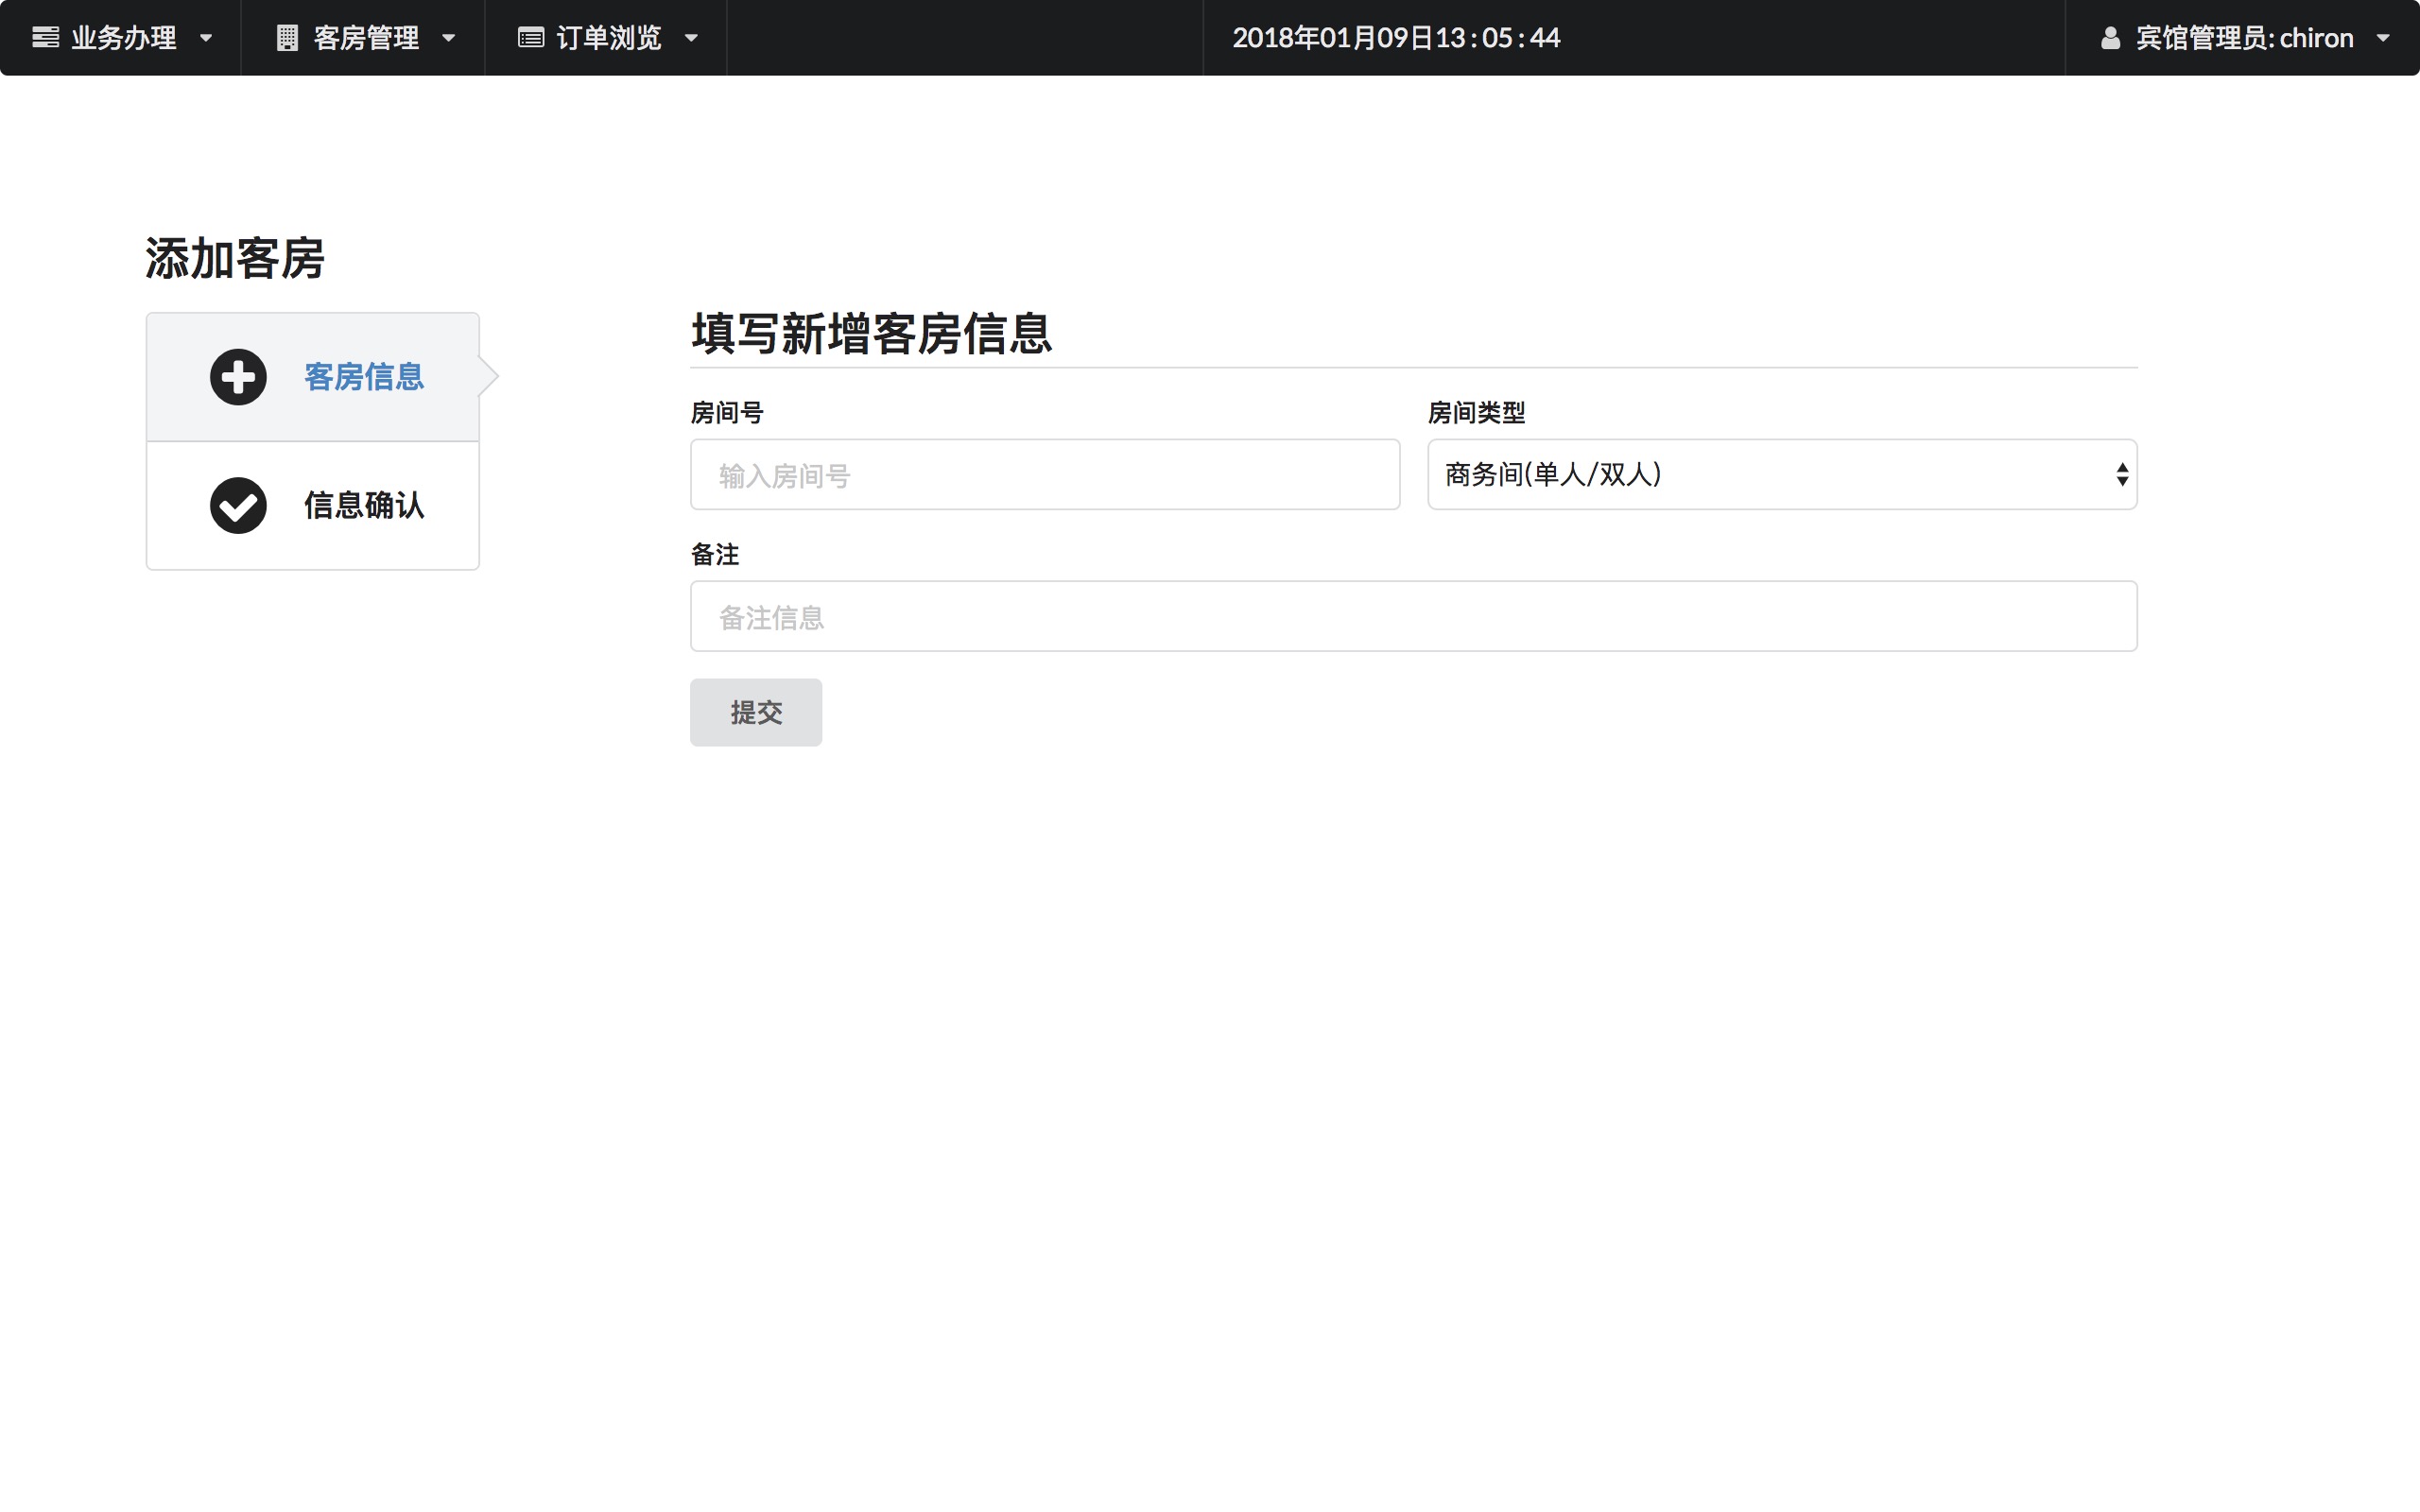 业务办理 客房管理 订单浏览 2018年01月09日13 : 05 : 44 宾馆管理员: chiron
添加客房
填写新增客房信息
客房信息
房间号 房间类型
输入房间号 商务间(单人/双人)
信息确认
备注
备注信息
提交